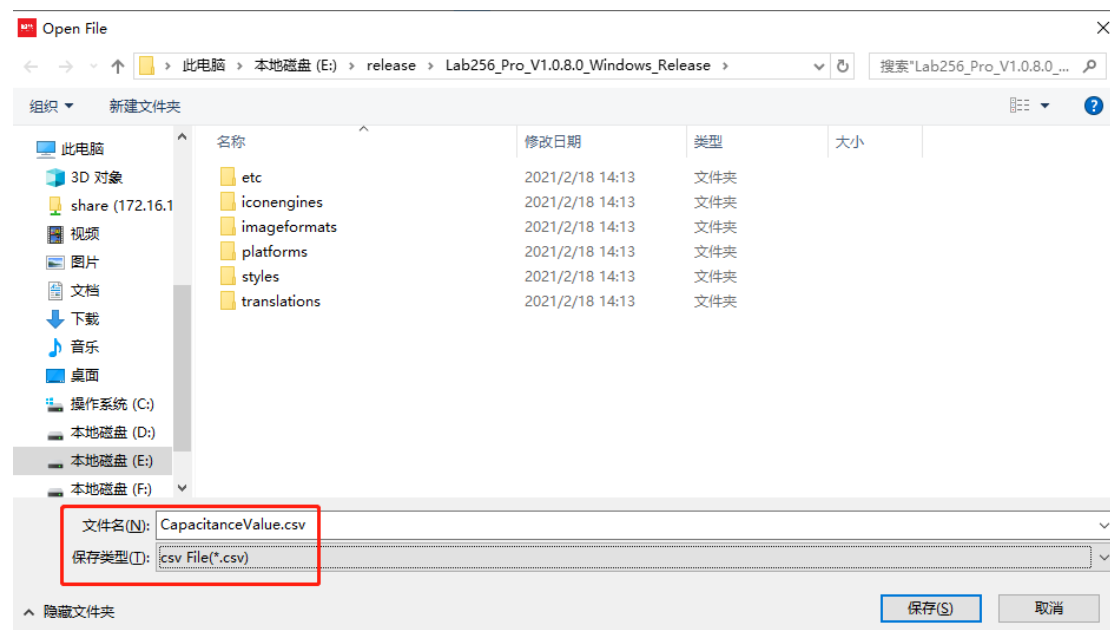 Open File
此电脑 › 本地磁盘 (E:) › release › Lab256_Pro_V1.0.8.0_Windows_Release ›
搜索"Lab256_Pro_V1.0.8.0_...
组织 新建文件夹
名称 修改日期 类型 大小
此电脑
3D 对象
share (172.16.1
视频
图片
文档
下载
音乐
桌面
操作系统 (C:)
本地磁盘 (D:)
本地磁盘 (E:)
本地磁盘 (F:)
etc 2021/2/18 14:13 文件夹
iconengines 2021/2/18 14:13 文件夹
imageformats 2021/2/18 14:13 文件夹
platforms 2021/2/18 14:13 文件夹
styles 2021/2/18 14:13 文件夹
translations 2021/2/18 14:13 文件夹
文件名(N): CapacitanceValue.csv
保存类型(T): csv File(*.csv)
隐藏文件夹
保存(S) 取消